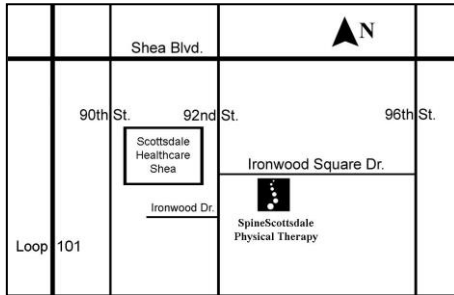 N
Shea Blvd.
90th St.
92nd St.
96th St.
Scottsdale
Healthcare
Shea
Ironwood Square Dr.
Ironwood Dr.
SpineScottsdale
Physical Therapy
Loop 101